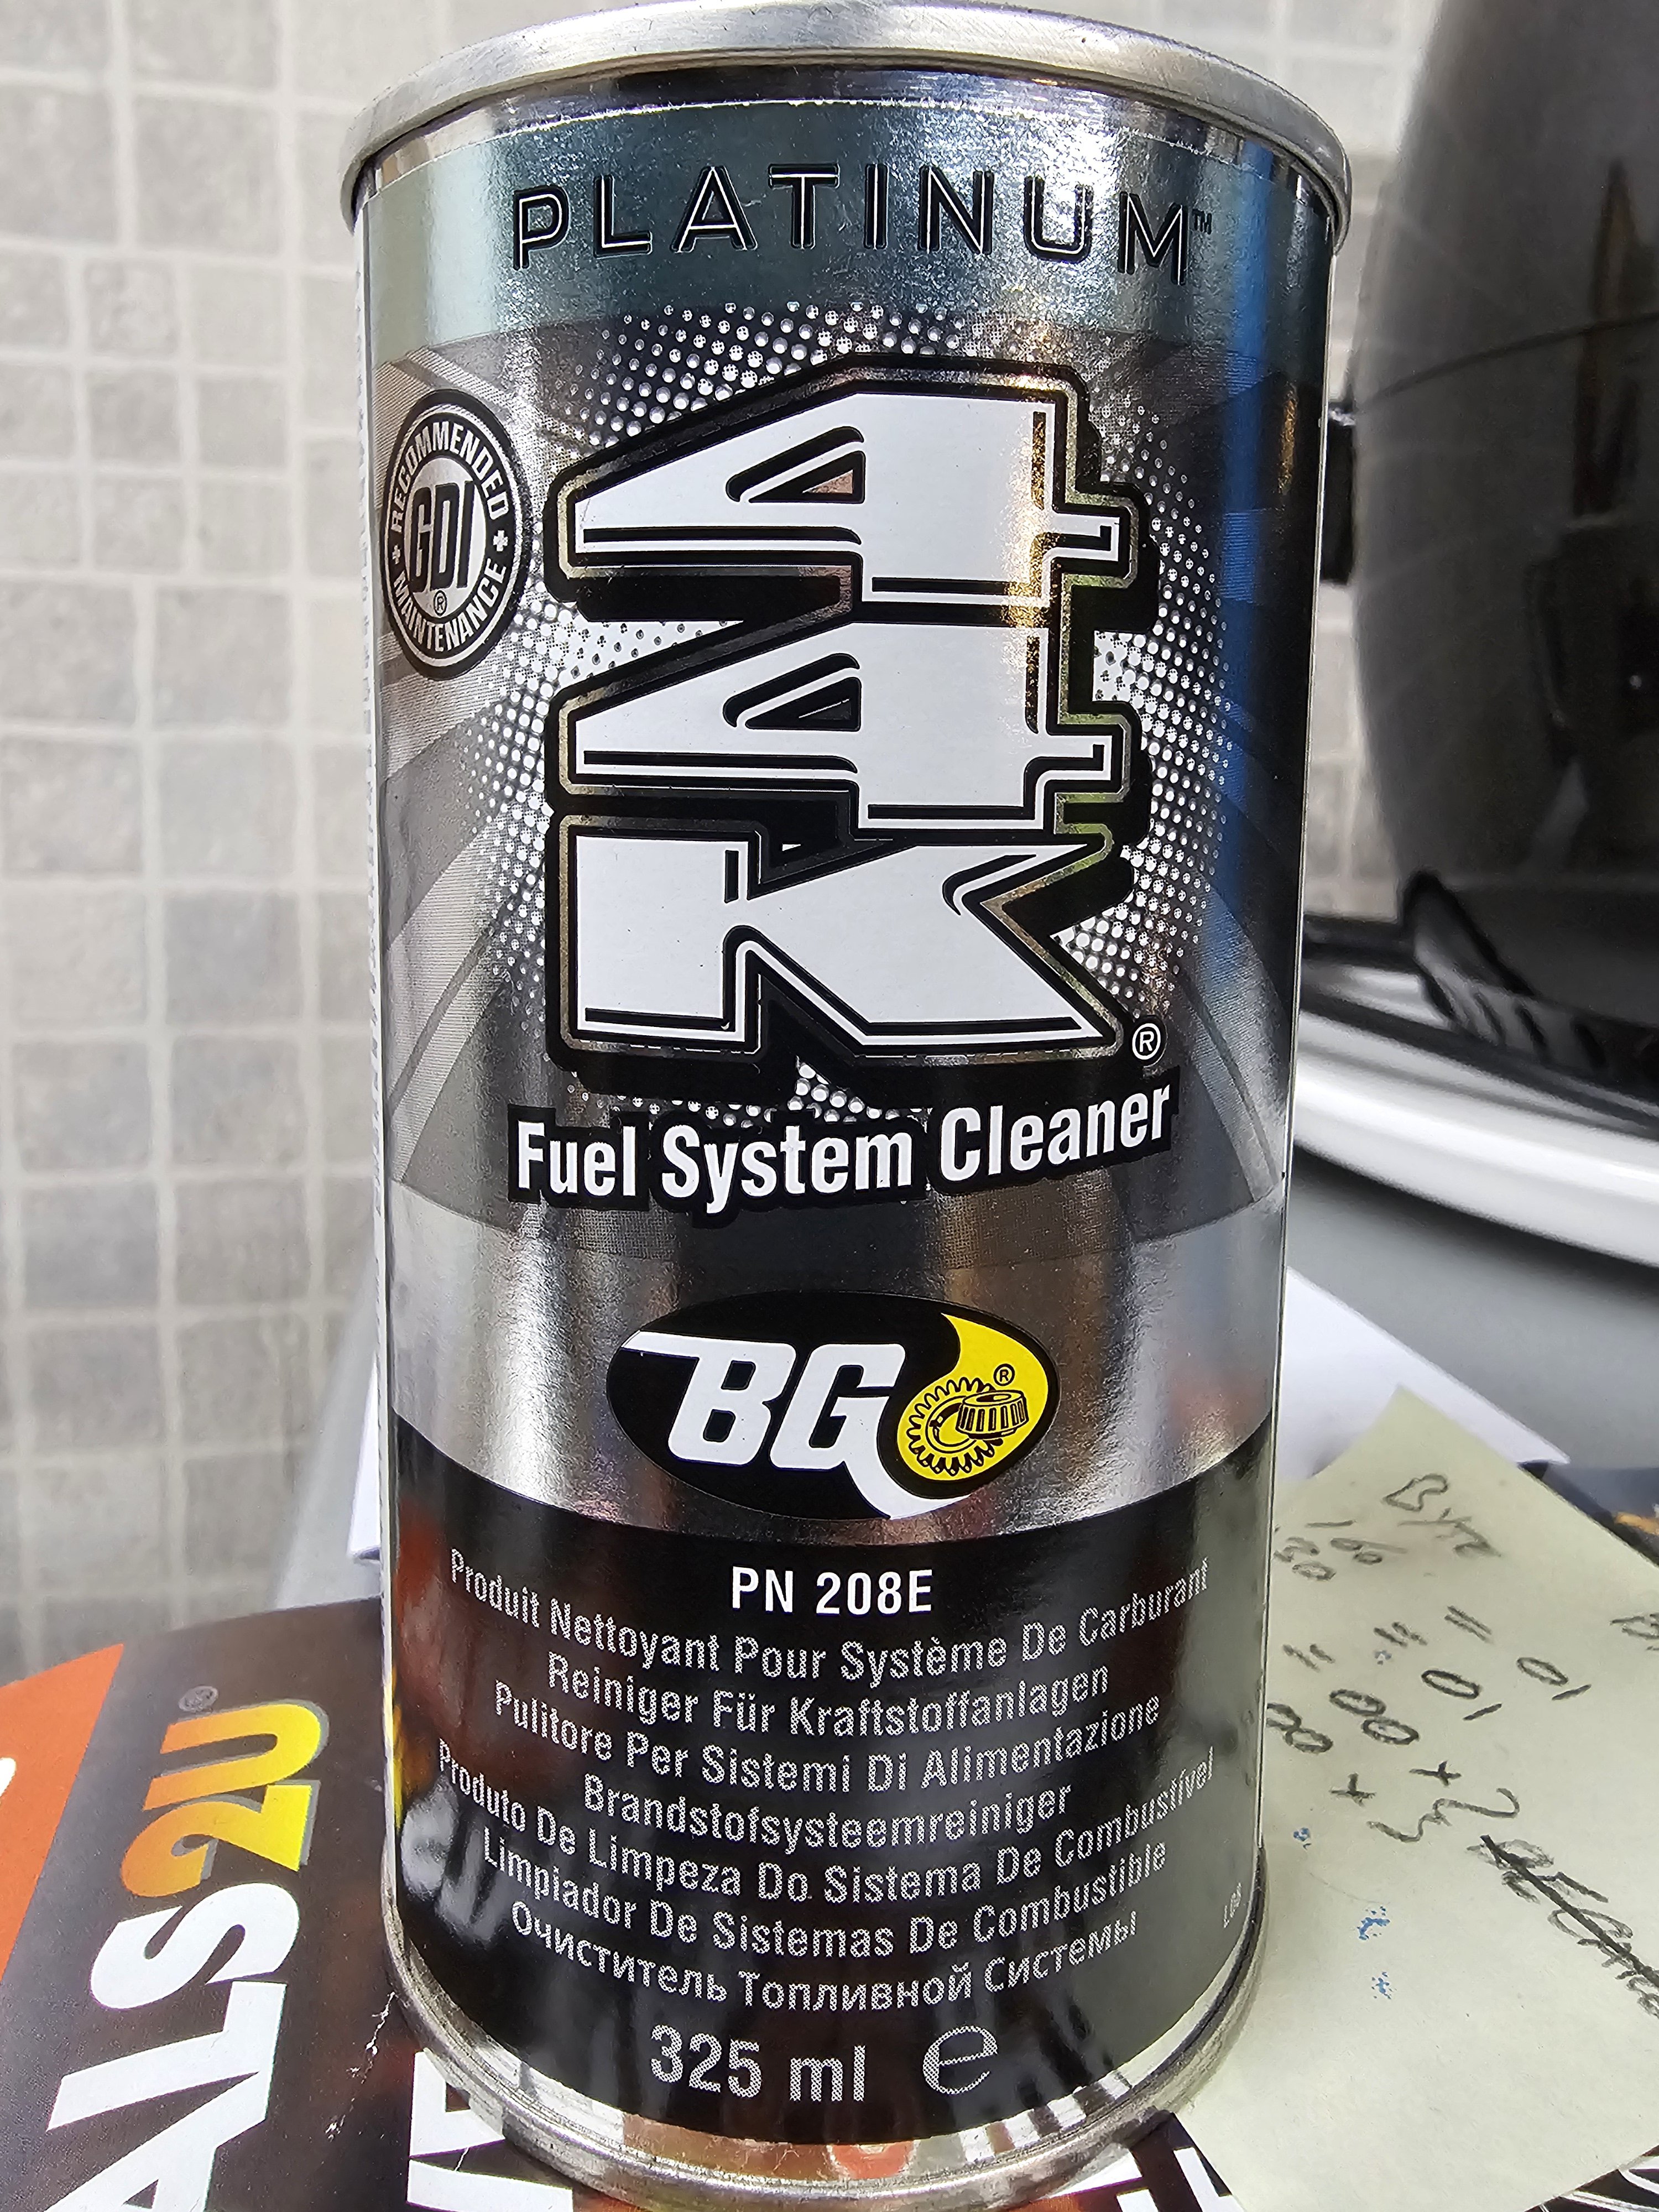 PLATINUM™
RECOMMENDED
GDI®
MAINTENANCE
44K®
Fuel System Cleaner
BG®
PN 208E
Produit Nettoyant Pour Système De Carburant
Reiniger Für Kraftstoffanlagen
Pulitore Per Sistemi Di Alimentazione
Brandstofsysteemreiniger
Produto De Limpeza Do Sistema De Combustível
Limpiador De Sistemas De Combustible
Очиститель Топливной Системы
325 ml ℮
ALS2U®